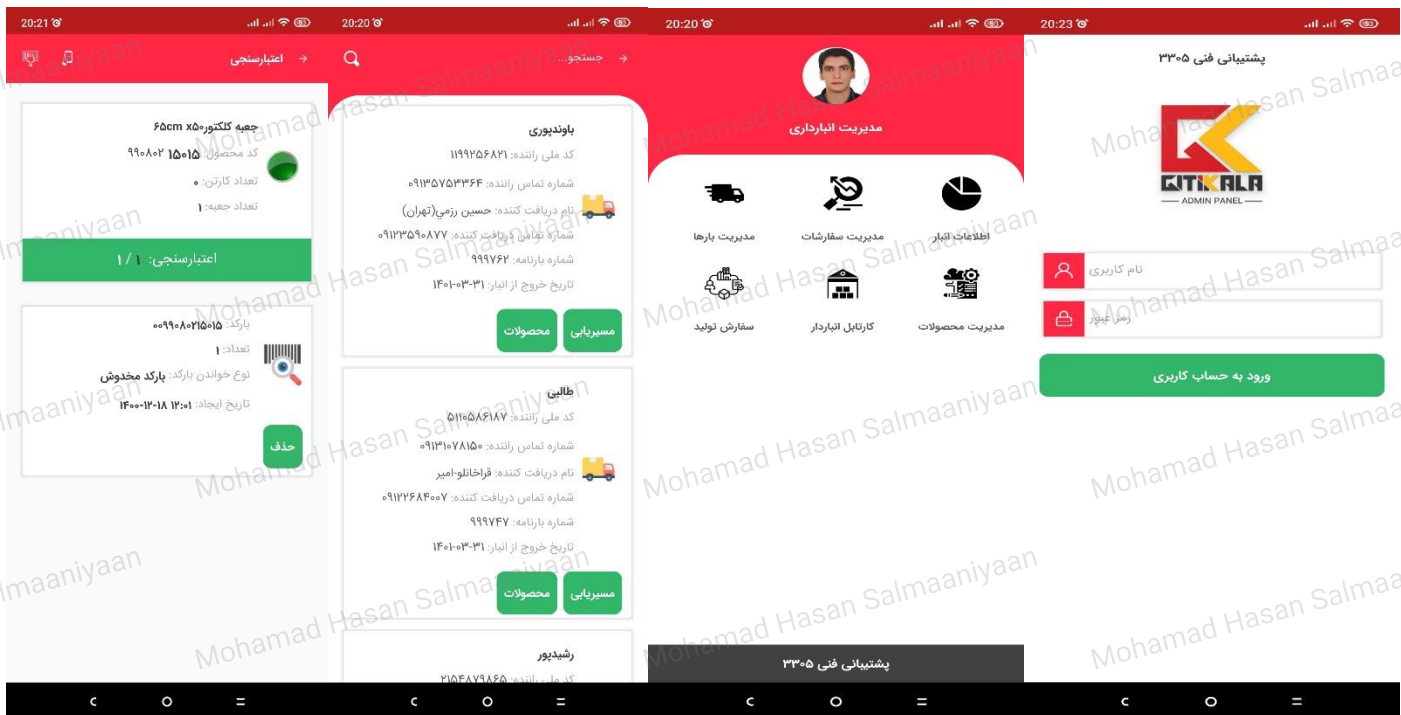 20:21
اعتبارسنجی
جعبه کلکتور۵۰x ۶۵cm
کد محصول: ۹۹۰۸۰۲ ۱۵۰۱۵
تعداد کارتن: ۰
تعداد جعبه: ۱
اعتبارسنجی: ۱ / ۱
بارکد: ۰۰۹۹۰۸۰۲۱۵۰۱۵
تعداد: ۱
نوع خواندن بارکد: بارکد مخدوش
تاریخ ایجاد: ۱۲:۰۱ ۱۸-۱۲-۱۴۰۰
حذف
20:20
جستجو...
باوندپوری
کد ملی راننده: ۱۱۹۹۲۵۶۸۲۱
شماره تماس راننده: ۰۹۱۳۵۷۵۳۳۶۴
نام دریافت کننده: حسین رزمی(تهران)
شماره تماس دریافت کننده: ۰۹۱۲۳۵۹۰۸۷۷
شماره بارنامه: ۹۹۹۷۶۲
تاریخ خروج از انبار: ۳۱-۰۳-۱۴۰۱
مسیریابی
محصولات
طالبی
کد ملی راننده: ۵۱۱۰۵۸۶۱۸۷
شماره تماس راننده: ۰۹۱۳۱۰۷۸۱۵۰
نام دریافت کننده: قراخانلو-امیر
شماره تماس دریافت کننده: ۰۹۱۲۲۶۸۴۰۰۷
شماره بارنامه: ۹۹۹۷۴۷
تاریخ خروج از انبار: ۳۱-۰۳-۱۴۰۱
مسیریابی
محصولات
رشیدپور
کد ملی راننده: ۲۱۵۴۸۷۹۸۶۵
20:20
مدیریت انبارداری
اطلاعات انبار
مدیریت سفارشات
مدیریت بارها
مدیریت محصولات
کارتابل انباردار
سفارش تولید
پشتیبانی فنی ۳۳۰۵
20:23
پشتیبانی فنی ۳۳۰۵
GITIKALA
ADMIN PANEL
نام کاربری
رمز عبور
ورود به حساب کاربری
Mohamad Hasan Salmaaniyaan